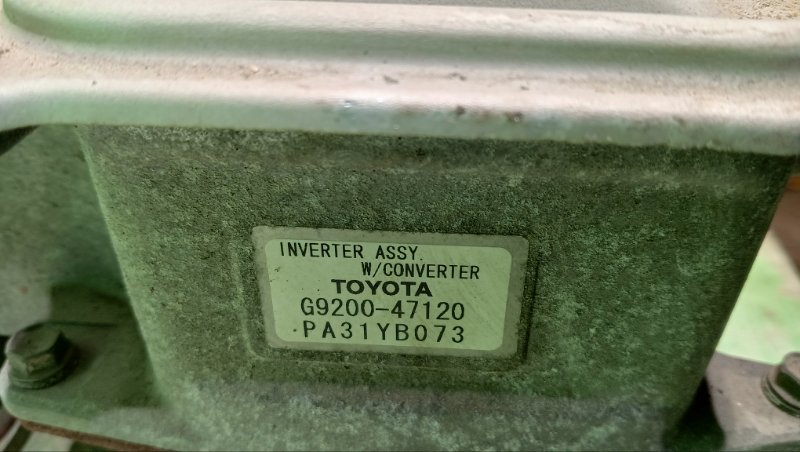 INVERTER ASSY.
W/CONVERTER
TOYOTA
G9200-47120
PA31YB073